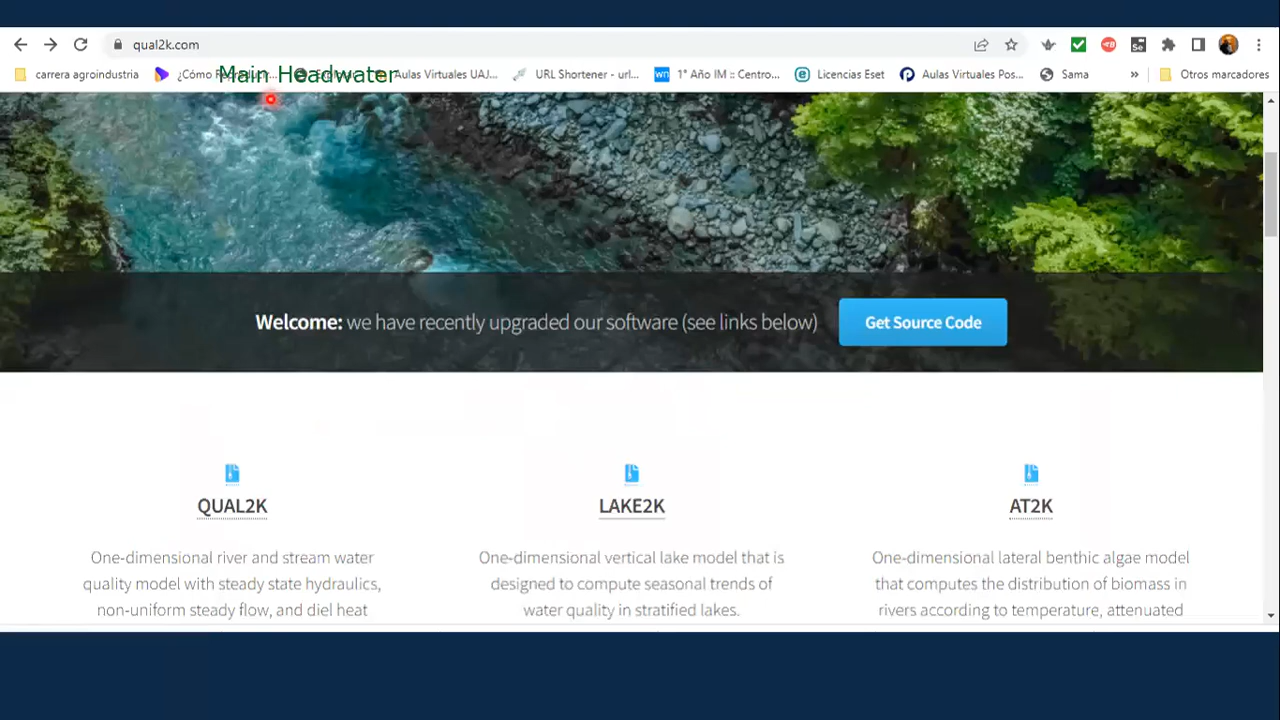 qual2k.com
Main Headwater
carrera agroindustria
Aulas Virtuales UAJ...
URL Shortener - url...
1° Año IM :: Centro...
Licencias Eset
Aulas Virtuales Pos...
Sama
»
Otros marcadores
Welcome: we have recently upgraded our software (see links below)
Get Source Code
QUAL2K
One-dimensional river and stream water
quality model with steady state hydraulics,
non-uniform steady flow, and diel heat
LAKE2K
One-dimensional vertical lake model that is
designed to compute seasonal trends of
water quality in stratified lakes.
AT2K
One-dimensional lateral benthic algae model
that computes the distribution of biomass in
rivers according to temperature, attenuated